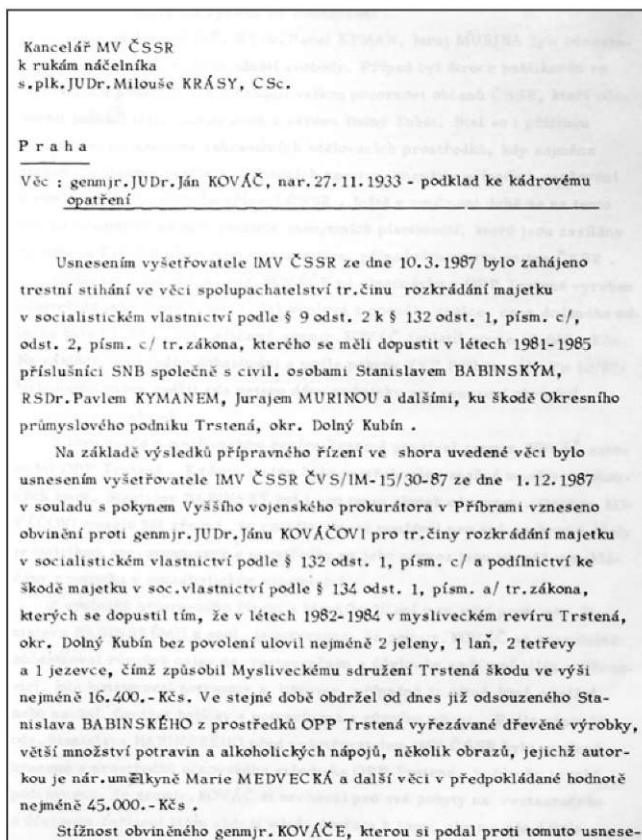 Kancelář MV ČSSR
k rukám náčelníka
s.plk.JUDr.Milouše KRÁSY, CSc.
P r a h a
Věc : genmjr.JUDr.Ján KOVÁČ, nar.27.11.1933 - podklad ke kádrovému
opatření
Usnesením vyšetřovatele IMV ČSSR ze dne 10.3.1987 bylo zahájeno
trestní stíhání ve věci spolupachatelství tr.činu rozkrádání majetku
v socialistickém vlastnictví podle § 9 odst. 2 k § 132 odst. 1, písm. c/,
odst. 2, písm. c/ tr.zákona, kterého se měli dopustit v létech 1981-1985
příslušníci SNB společně s civil. osobami Stanislavem BABINSKÝM,
RSDr.Pavlem KYMANEM, Jurajem MURINOU a dalšími, ku škodě Okresního
průmyslového podniku Trstená, okr. Dolný Kubín .
Na základě výsledků přípravného řízení ve shora uvedené věci bylo
usnesením vyšetřovatele IMV ČSSR ČVS/IM-15/30-87 ze dne 1.12.1987
v souladu s pokynem Vyššího vojenského prokurátora v Příbrami vzneseno
obvinění proti genmjr.JUDr.Jánu KOVÁČOVI pro tr.činy rozkrádání majetku
v socialistickém vlastnictví podle § 132 odst. 1, písm. c/ a podílnictví ke
škodě majetku v soc.vlastnictví podle § 134 odst. 1, písm. a/ tr.zákona,
kterých se dopustil tím, že v létech 1982-1984 v mysliveckém revíru Trstená,
okr. Dolný Kubín bez povolení ulovil nejméně 2 jeleny, 1 laň, 2 tetřevy
a 1 jezevce, čímž způsobil Mysliveckému sdružení Trstená škodu ve výši
nejméně 16.400.-Kčs. Ve stejné době obdržel od dnes již odsouzeného Sta-
nislava BABINSKÉHO z prostředků OPP Trstená vyřezávané dřevěné výrobky,
větší množství potravin a alkoholických nápojů, několik obrazů, jejichž autor-
kou je nár.umělkyně Marie MEDVECKÁ a další věci v předpokládané hodnotě
nejméně 45.000.-Kčs .
Stížnost obviněného genmjr.KOVÁČE, kterou si podal proti tomuto usnese-